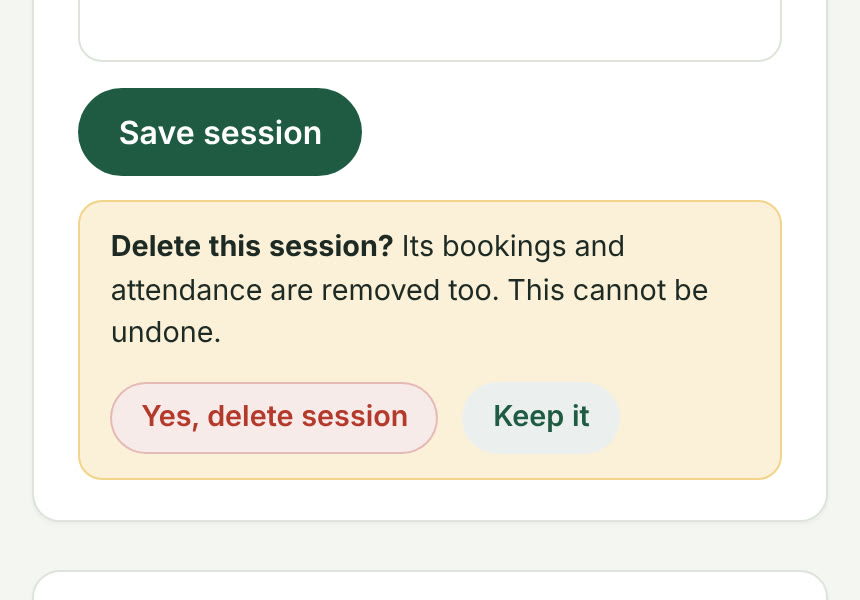 Save session
Delete this session? Its bookings and
attendance are removed too. This cannot be
undone.
Yes, delete session
Keep it